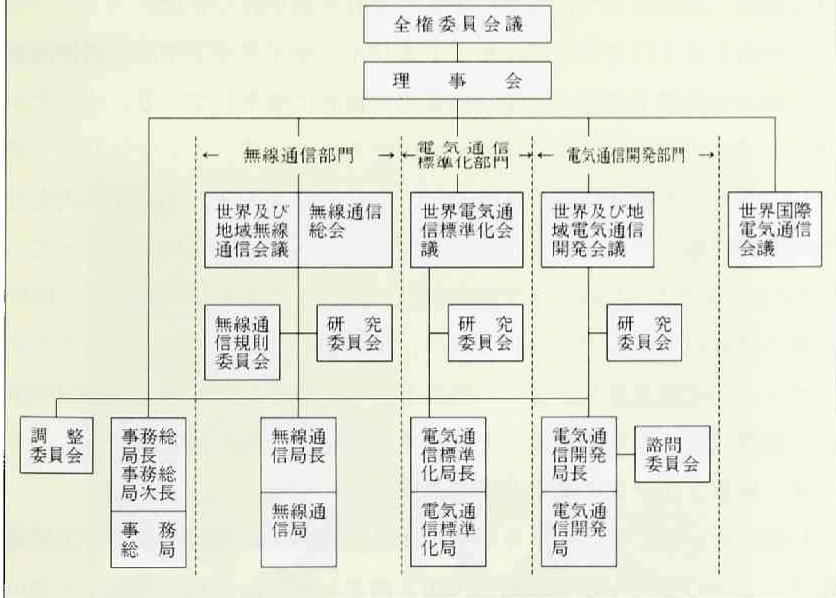 全権委員会議
理事会
無線通信部門
電気通信
標準化部門
電気通信開発部門
世界及び
地域無線
通信会議
無線通信
総会
世界電気通
信標準化会
議
世界及び地
域電気通信
開発会議
世界国際
電気通信
会議
無線通
信規則
委員会
研究
委員会
研究
委員会
研究
委員会
調整
委員会
事務総
局長
事務総
局次長
事務
総局
無線通
信局長
無線通
信局
電気通
信標準
化局長
電気通
信標準
化局
電気通
信開発
局長
電気通
信開発
局
諮問
委員会